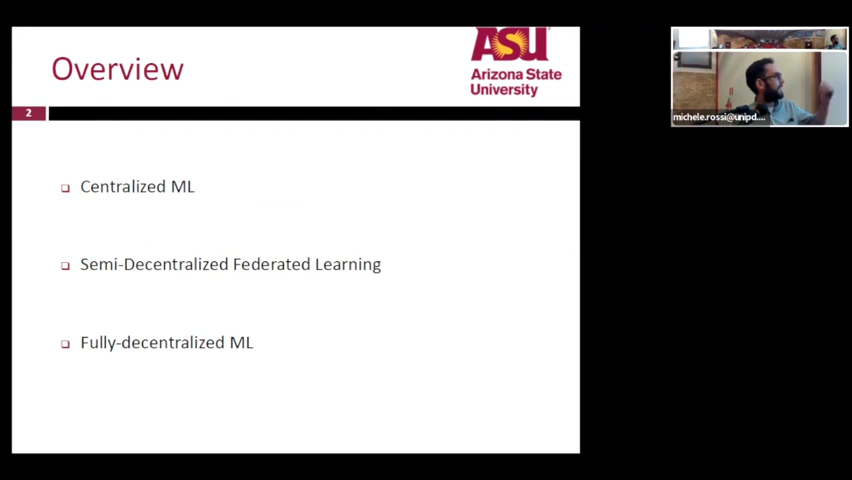 Overview
ASU
Arizona State
University
2
Centralized ML
Semi-Decentralized Federated Learning
Fully-decentralized ML
michele.rossi@unipd....